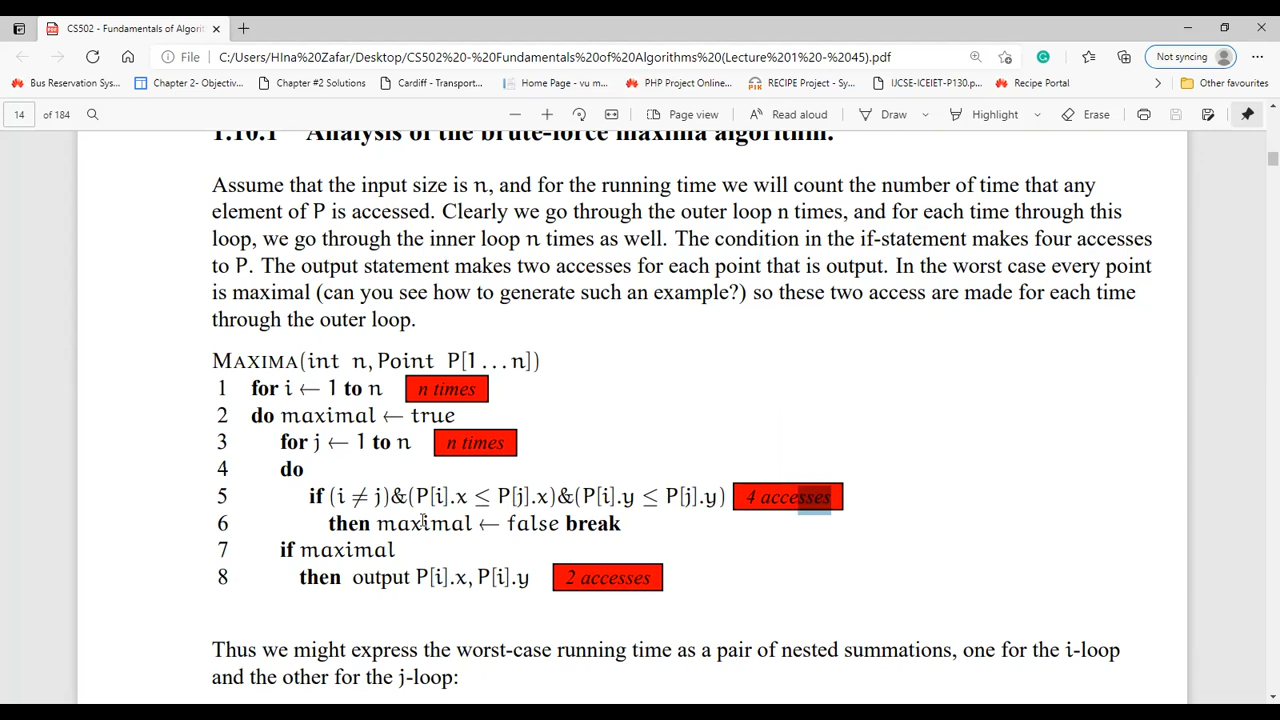 CS502 - Fundamentals of Algorit
File
C:/Users/HIna%20Zafar/Desktop/CS502%20-%20Fundamentals%20of%20Algorithms%20(Lecture%201%20-%2045).pdf
Not syncing
Bus Reservation Sy...
Chapter 2- Objectiv...
Chapter #2 Solutions
Cardiff - Transport...
Home Page - vu m...
PHP Project Online...
RECIPE Project - Sy...
IJCSE-ICEIET-P130.p...
Recipe Portal
Other favourites
14 of 184
Page view
Read aloud
Draw
Highlight
Erase
1.10.1 Analysis of the brute-force maxima algorithm.
Assume that the input size is n, and for the running time we will count the number of time that any
element of P is accessed. Clearly we go through the outer loop n times, and for each time through this
loop, we go through the inner loop n times as well. The condition in the if-statement makes four accesses
to P. The output statement makes two accesses for each point that is output. In the worst case every point
is maximal (can you see how to generate such an example?) so these two access are made for each time
through the outer loop.
MAXIMA(int n, Point P[1 . . . n])
1 for i ← 1 to n n times
2 do maximal ← true
3 for j ← 1 to n n times
4 do
5 if (i ≠ j)&(P[i].x ≤ P[j].x)&(P[i].y ≤ P[j].y) 4 accesses
6 then maximal ← false break
7 if maximal
8 then output P[i].x, P[i].y 2 accesses
Thus we might express the worst-case running time as a pair of nested summations, one for the i-loop
and the other for the j-loop: